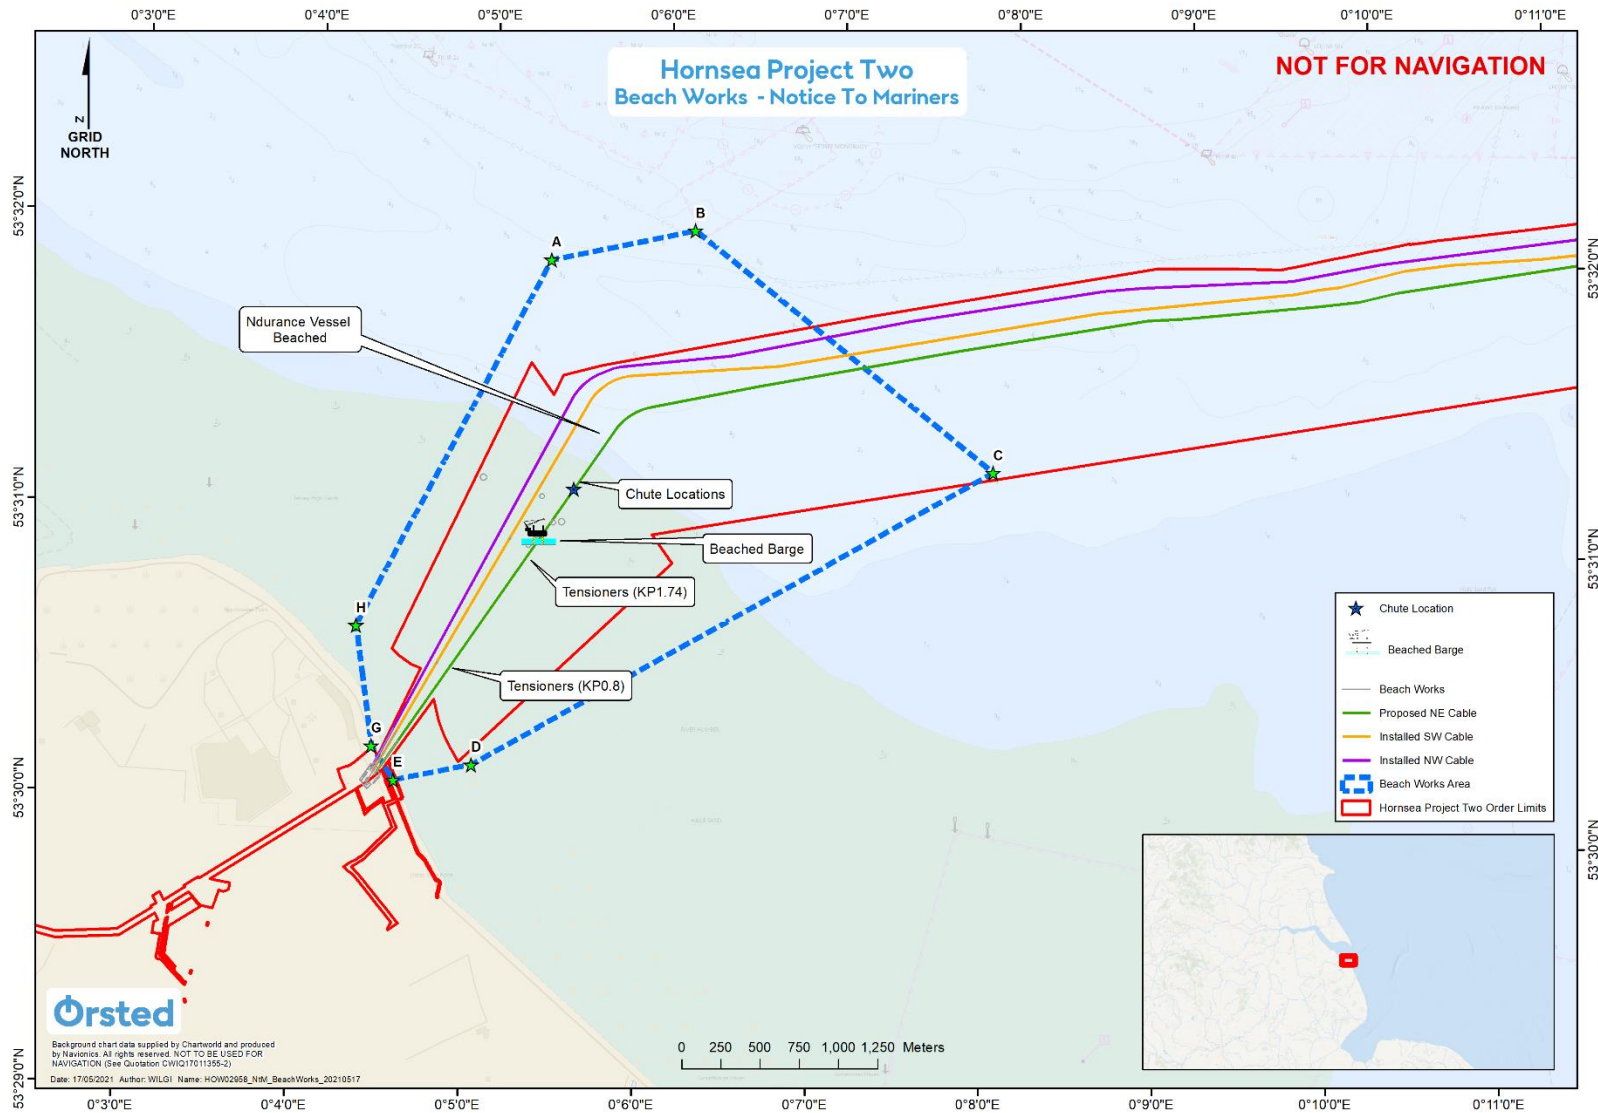 0°3'0"E 0°4'0"E 0°5'0"E 0°6'0"E 0°7'0"E 0°8'0"E 0°9'0"E 0°10'0"E 0°11'0"E
Hornsea Project Two
Beach Works - Notice To Mariners
NOT FOR NAVIGATION
N
GRID
NORTH
53°32'0"N
53°32'0"N
B
A
Ndurance Vessel
Beached
C
53°31'0"N
Chute Locations
Beached Barge
53°31'0"N
Tensioners (KP1.74)
H
Tensioners (KP0.8)
G
D
E
53°30'0"N
53°30'0"N
Chute Location
Beached Barge
Beach Works
Proposed NE Cable
Installed SW Cable
Installed NW Cable
Beach Works Area
Hornsea Project Two Order Limits
Orsted
Background chart data supplied by Chartworld and produced
by Navionics. All rights reserved. NOT TO BE USED FOR
NAVIGATION (See Quotation CWIQ17011355-2)
Date: 17/05/2021 Author: WILGI Name: HOW02958_NtM_BeachWorks_20210517
0 250 500 750 1,000 1,250 Meters
53°29'0"N
0°3'0"E 0°4'0"E 0°5'0"E 0°6'0"E 0°7'0"E 0°8'0"E 0°9'0"E 0°10'0"E 0°11'0"E